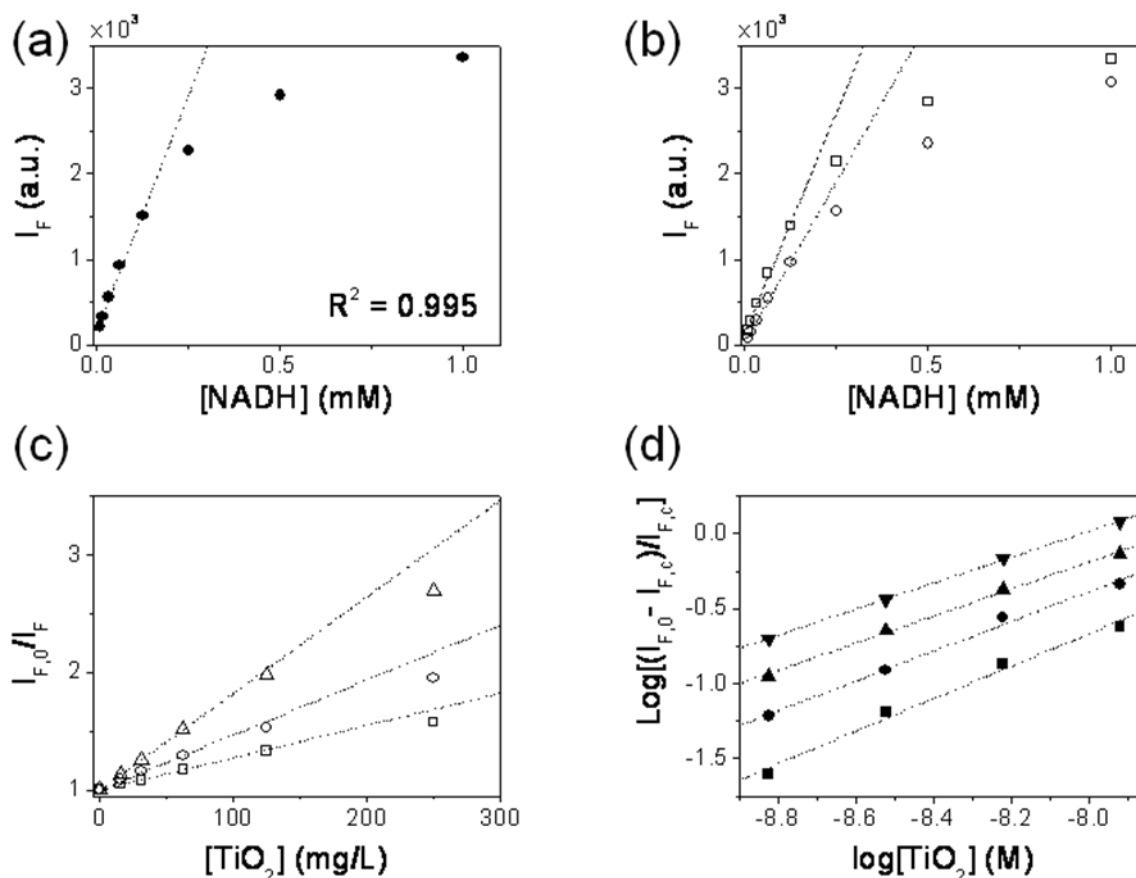 (a)
×10³
3
2
1
0
I_F (a.u.)
R² = 0.995
0.0 0.5 1.0
[NADH] (mM)
(b)
×10³
3
2
1
0
I_F (a.u.)
0.0 0.5 1.0
[NADH] (mM)
(c)
3
2
1
I_F,0/I_F
0 100 200 300
[TiO₂] (mg/L)
(d)
0.0
-0.5
-1.0
-1.5
Log[(I_F,0 - I_F,c)/I_F,c]
-8.8 -8.6 -8.4 -8.2 -8.0
log[TiO₂] (M)